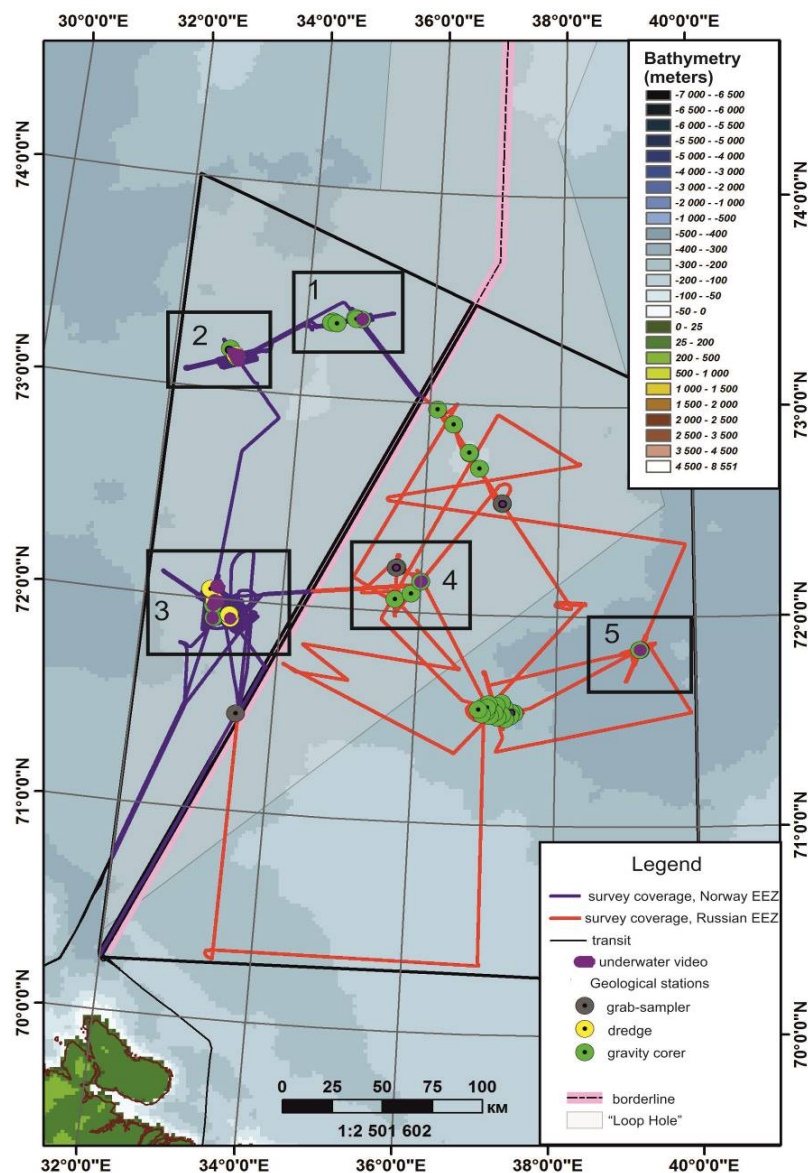 30°0'0"E 32°0'0"E 34°0'0"E 36°0'0"E 38°0'0"E 40°0'0"E
Bathymetry
(meters)
-7 000 - -6 500
-6 500 - -6 000
-6 000 - -5 500
-5 500 - -5 000
-5 000 - -4 000
-4 000 - -3 000
-3 000 - -2 000
-2 000 - -1 000
-1 000 - -500
-500 - -400
-400 - -300
-300 - -200
-200 - -100
-100 - -50
-50 - 0
0 - 25
25 - 200
200 - 500
500 - 1 000
1 000 - 1 500
1 500 - 2 000
2 000 - 2 500
2 500 - 3 500
3 500 - 4 500
4 500 - 8 551
74°0'0"N
74°0'0"N
1
2
73°0'0"N
73°0'0"N
4
72°0'0"N
3
5
72°0'0"N
71°0'0"N
71°0'0"N
Legend
survey coverage, Norway EEZ
survey coverage, Russian EEZ
transit
underwater video
Geological stations
grab-sampler
dredge
gravity corer
borderline
"Loop Hole"
70°0'0"N
70°0'0"N
0 25 50 75 100
км
1:2 501 602
32°0'0"E 34°0'0"E 36°0'0"E 38°0'0"E 40°0'0"E